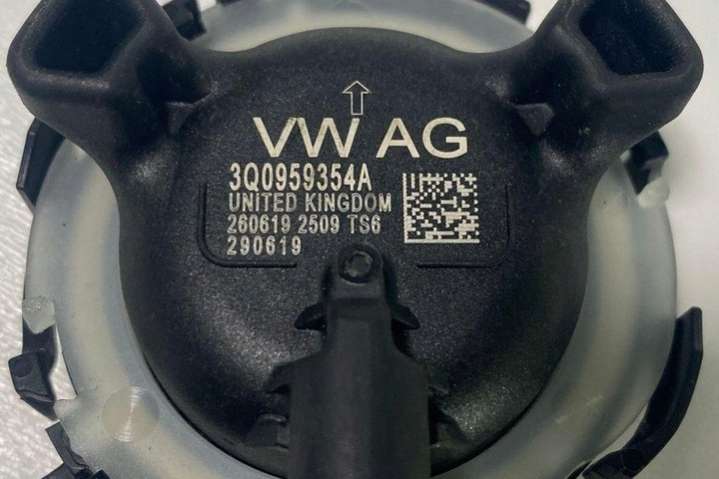 VW AG
3Q0959354A
UNITED KINGDOM
260619 2509 TS6
290619